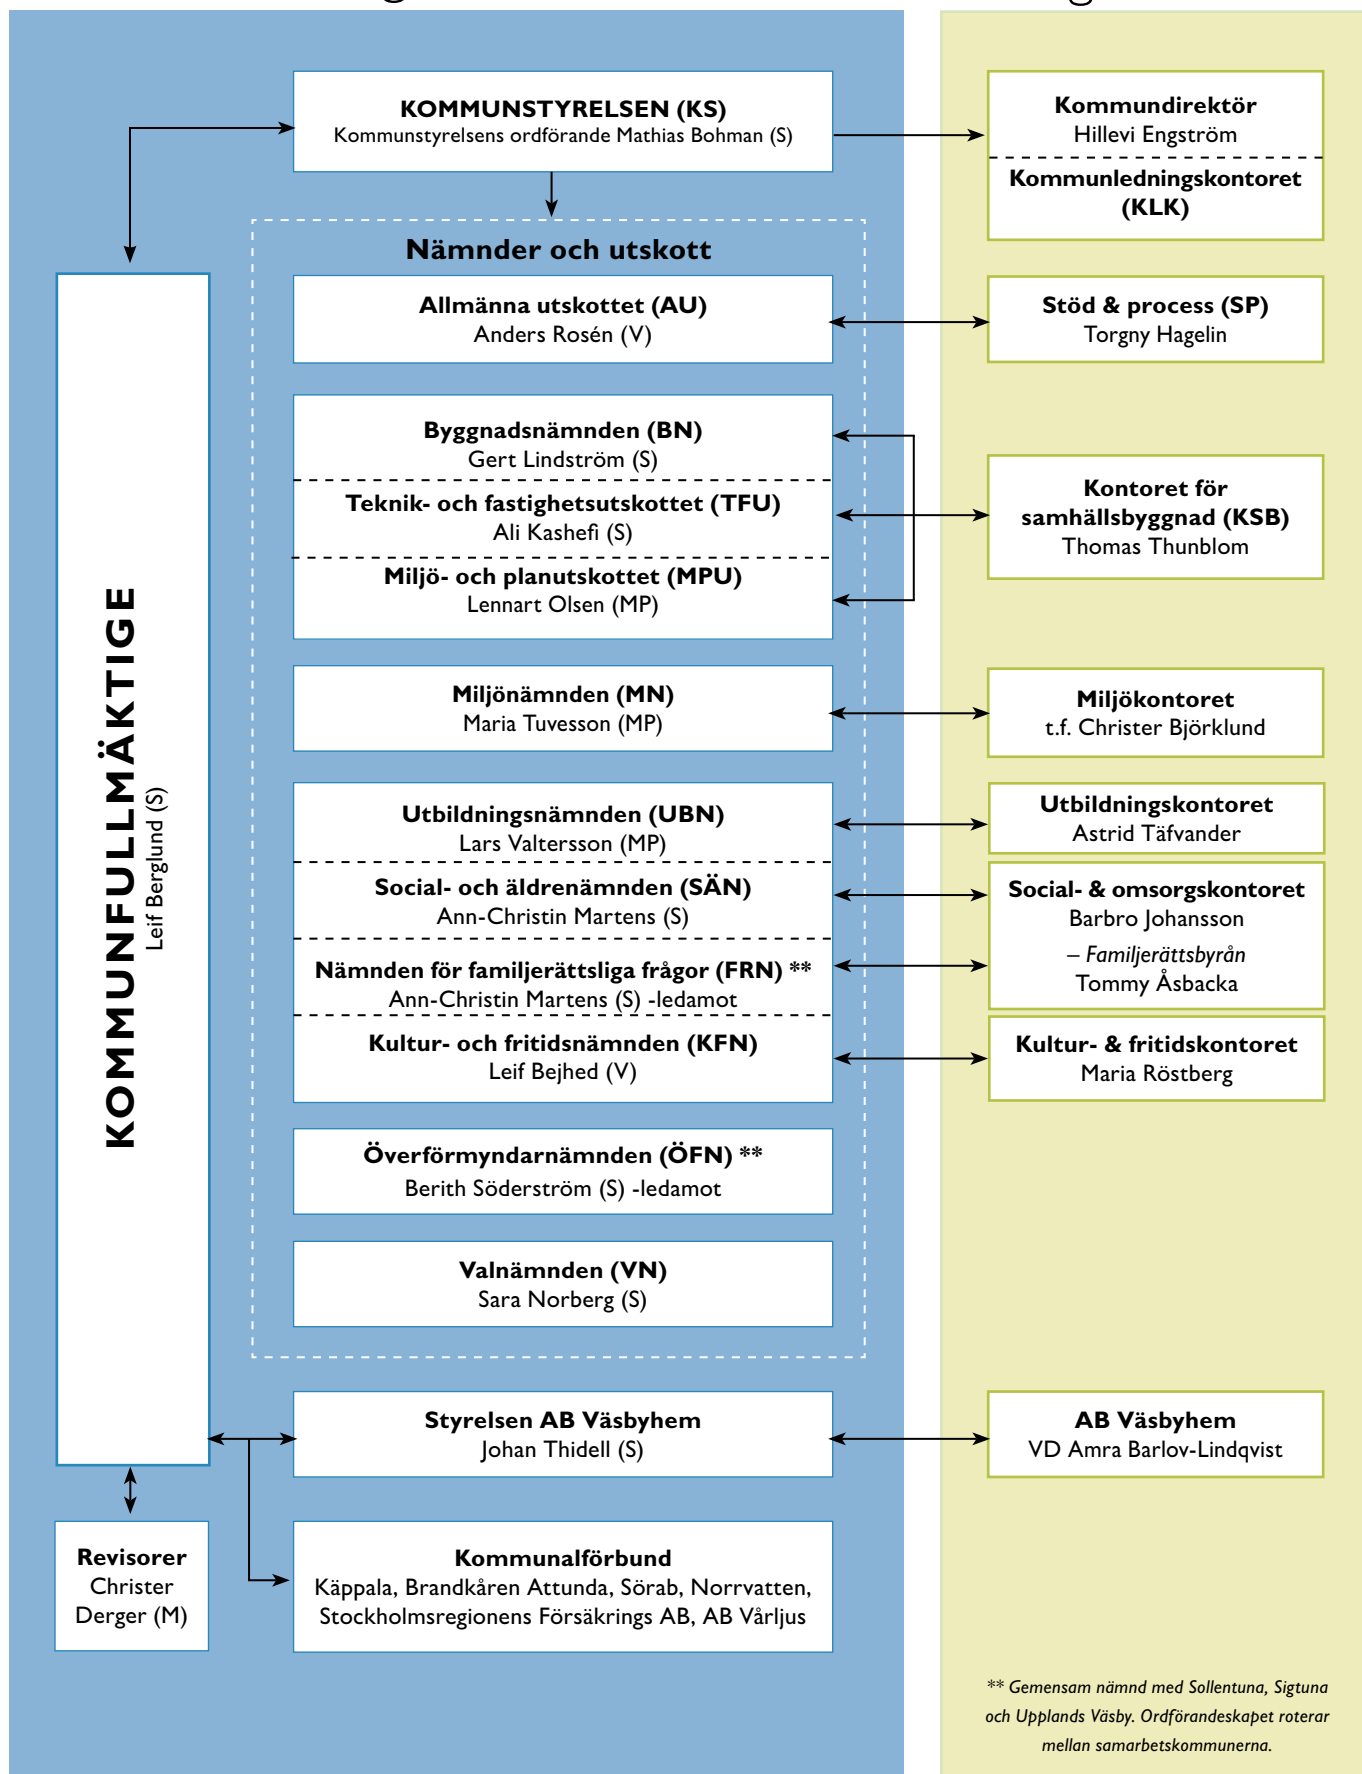 KOMMUNSTYRELSEN (KS)
Kommunstyrelsens ordförande Mathias Bohman (S)
Kommundirektör
Hillevi Engström
Kommunledningskontoret
(KLK)
Nämnder och utskott
Allmänna utskottet (AU)
Anders Rosén (V)
Stöd & process (SP)
Torgny Hagelin
Byggnadsnämnden (BN)
Gert Lindström (S)
Teknik- och fastighetsutskottet (TFU)
Ali Kashefi (S)
Miljö- och planutskottet (MPU)
Lennart Olsen (MP)
Kontoret för
samhällsbyggnad (KSB)
Thomas Thunblom
KOMMUNFULLMÄKTIGE
Leif Berglund (S)
Miljönämnden (MN)
Maria Tuvesson (MP)
Miljökontoret
t.f. Christer Björklund
Utbildningsnämnden (UBN)
Lars Valtersson (MP)
Utbildningskontoret
Astrid Täfvander
Social- och äldrenämnden (SÄN)
Ann-Christin Martens (S)
Nämnden för familjerättsliga frågor (FRN) **
Ann-Christin Martens (S) -ledamot
Social- & omsorgskontoret
Barbro Johansson
– Familjerättsbyrån
Tommy Åsbacka
Kultur- och fritidsnämnden (KFN)
Leif Bejhed (V)
Kultur- & fritidskontoret
Maria Röstberg
Överförmyndarnämnden (ÖFN) **
Berith Söderström (S) -ledamot
Valnämnden (VN)
Sara Norberg (S)
Styrelsen AB Väsbyhem
Johan Thidell (S)
AB Väsbyhem
VD Amra Barlov-Lindqvist
Revisorer
Christer
Derger (M)
Kommunalförbund
Käppala, Brandkåren Attunda, Sörab, Norrvatten,
Stockholmsregionens Försäkrings AB, AB Vårljus
** Gemensam nämnd med Sollentuna, Sigtuna
och Upplands Väsby. Ordförandeskapet roterar
mellan samarbetskommunerna.